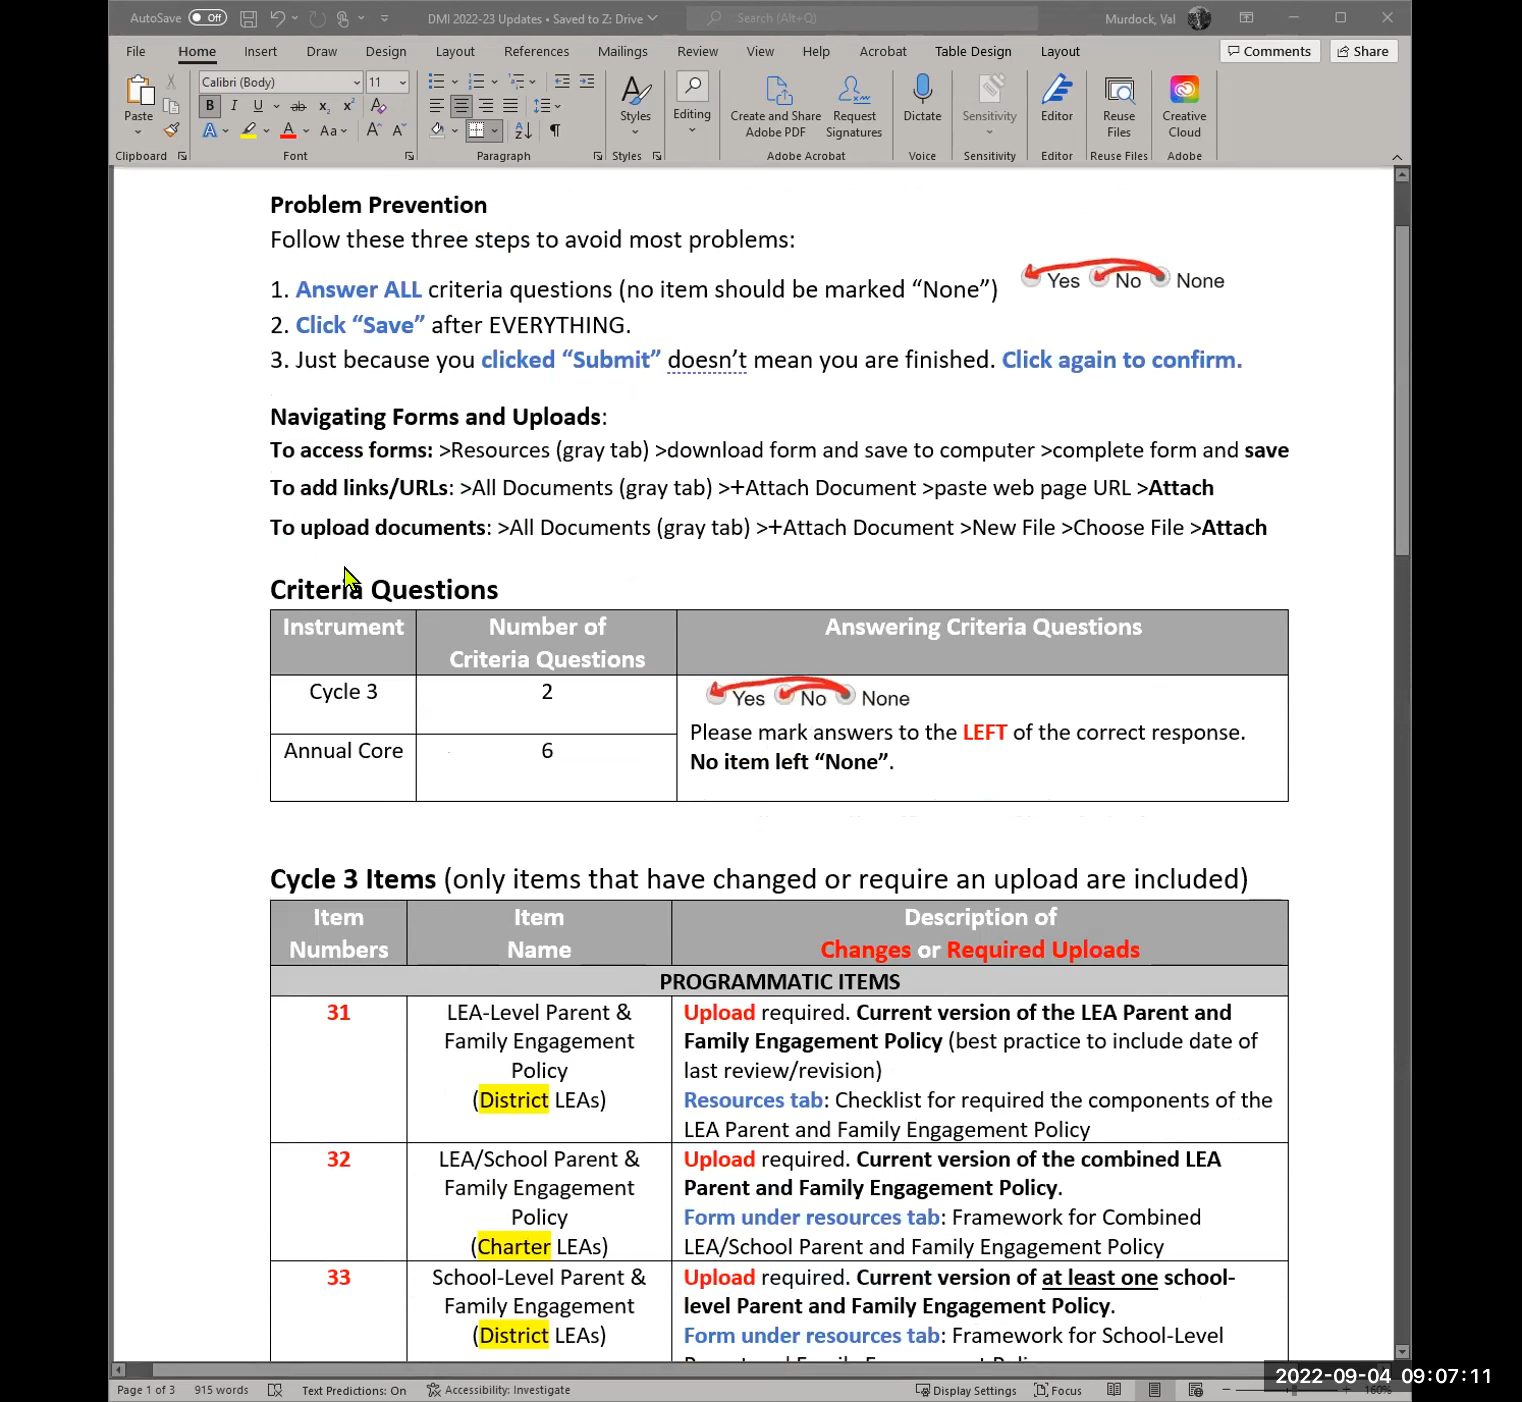 AutoSave Off DMI 2022-23 Updates • Saved to Z: Drive Search (Alt+Q) Murdock, Val
File Home Insert Draw Design Layout References Mailings Review View Help Acrobat Table Design Layout Comments Share
Calibri (Body) 11
Paste Styles Editing Create and Share Adobe PDF Request Signatures Dictate Sensitivity Editor Reuse Files Creative Cloud
Clipboard Font Paragraph Styles Adobe Acrobat Voice Sensitivity Editor Reuse Files Adobe
Problem Prevention
Follow these three steps to avoid most problems:
1. Answer ALL criteria questions (no item should be marked “None”) Yes No None
2. Click “Save” after EVERYTHING.
3. Just because you clicked “Submit” doesn’t mean you are finished. Click again to confirm.
Navigating Forms and Uploads:
To access forms: >Resources (gray tab) >download form and save to computer >complete form and save
To add links/URLs: >All Documents (gray tab) >+Attach Document >paste web page URL >Attach
To upload documents: >All Documents (gray tab) >+Attach Document >New File >Choose File >Attach
Criteria Questions
Instrument
Number of
Criteria Questions
Answering Criteria Questions
Cycle 3
2
Yes No None
Please mark answers to the LEFT of the correct response.
No item left “None”.
Annual Core
6
Cycle 3 Items (only items that have changed or require an upload are included)
Item
Numbers
Item
Name
Description of
Changes or Required Uploads
PROGRAMMATIC ITEMS
31
LEA-Level Parent &
Family Engagement
Policy
(District LEAs)
Upload required. Current version of the LEA Parent and
Family Engagement Policy (best practice to include date of
last review/revision)
Resources tab: Checklist for required the components of the
LEA Parent and Family Engagement Policy
32
LEA/School Parent &
Family Engagement
Policy
(Charter LEAs)
Upload required. Current version of the combined LEA
Parent and Family Engagement Policy.
Form under resources tab: Framework for Combined
LEA/School Parent and Family Engagement Policy
33
School-Level Parent &
Family Engagement
(District LEAs)
Upload required. Current version of at least one school-
level Parent and Family Engagement Policy.
Form under resources tab: Framework for School-Level
Page 1 of 3 915 words Text Predictions: On Accessibility: Investigate Display Settings Focus 160%
2022-09-04 09:07:11